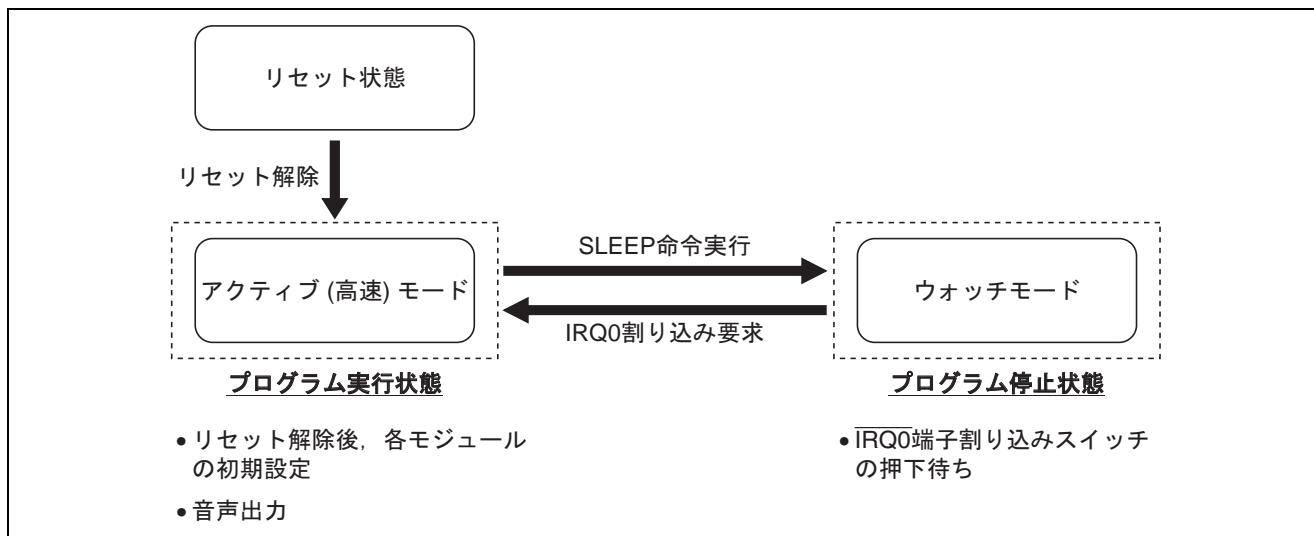 リセット状態
リセット解除
アクティブ (高速) モード
SLEEP命令実行
IRQ0割り込み要求
ウォッチモード
プログラム実行状態
• リセット解除後，各モジュール
の初期設定
• 音声出力
プログラム停止状態
• IRQ0端子割り込みスイッチ
の押下待ち